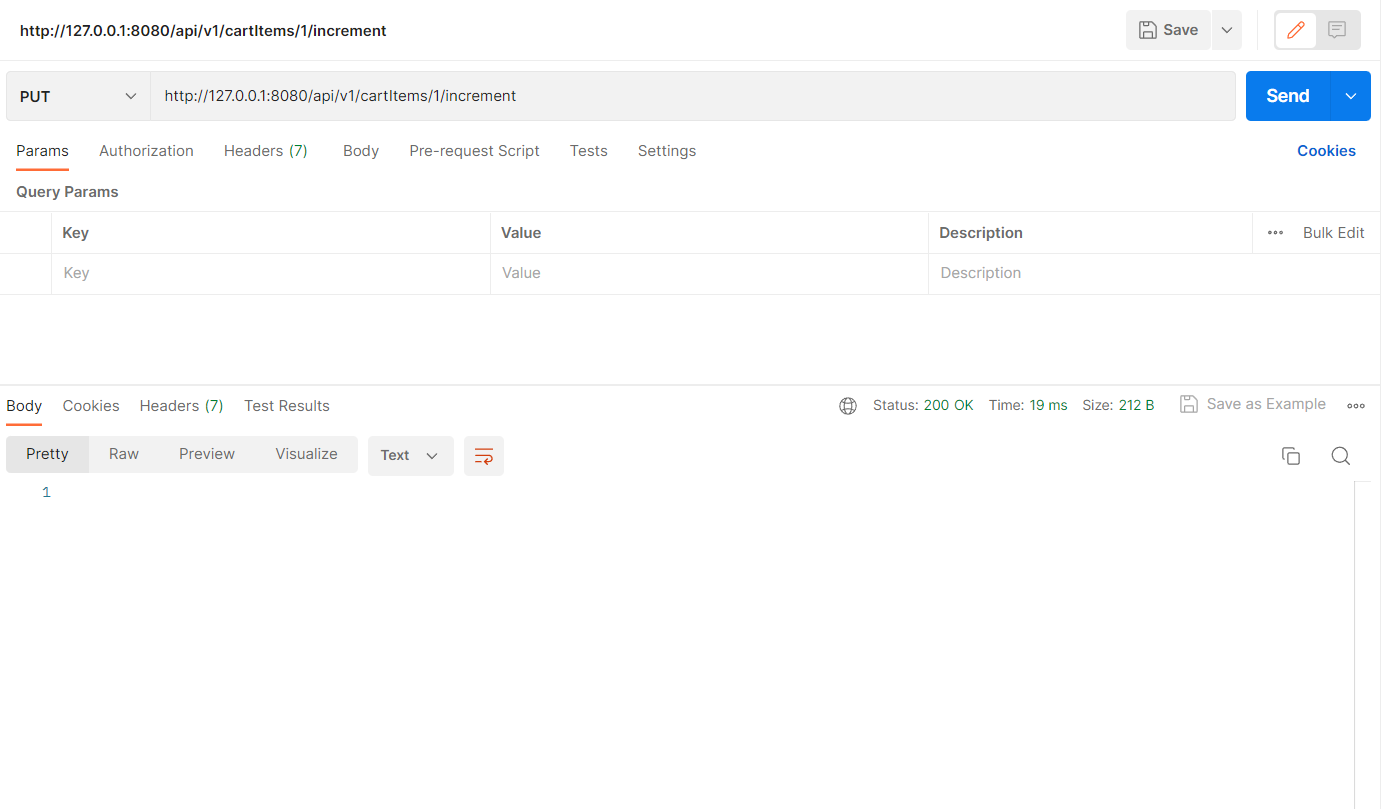 http://127.0.0.1:8080/api/v1/cartItems/1/increment
Save
PUT
http://127.0.0.1:8080/api/v1/cartItems/1/increment
Send
Params Authorization Headers (7) Body Pre-request Script Tests Settings Cookies
Query Params
Key Value Description Bulk Edit
Key Value Description
Body Cookies Headers (7) Test Results Status: 200 OK Time: 19 ms Size: 212 B Save as Example
Pretty Raw Preview Visualize Text
1